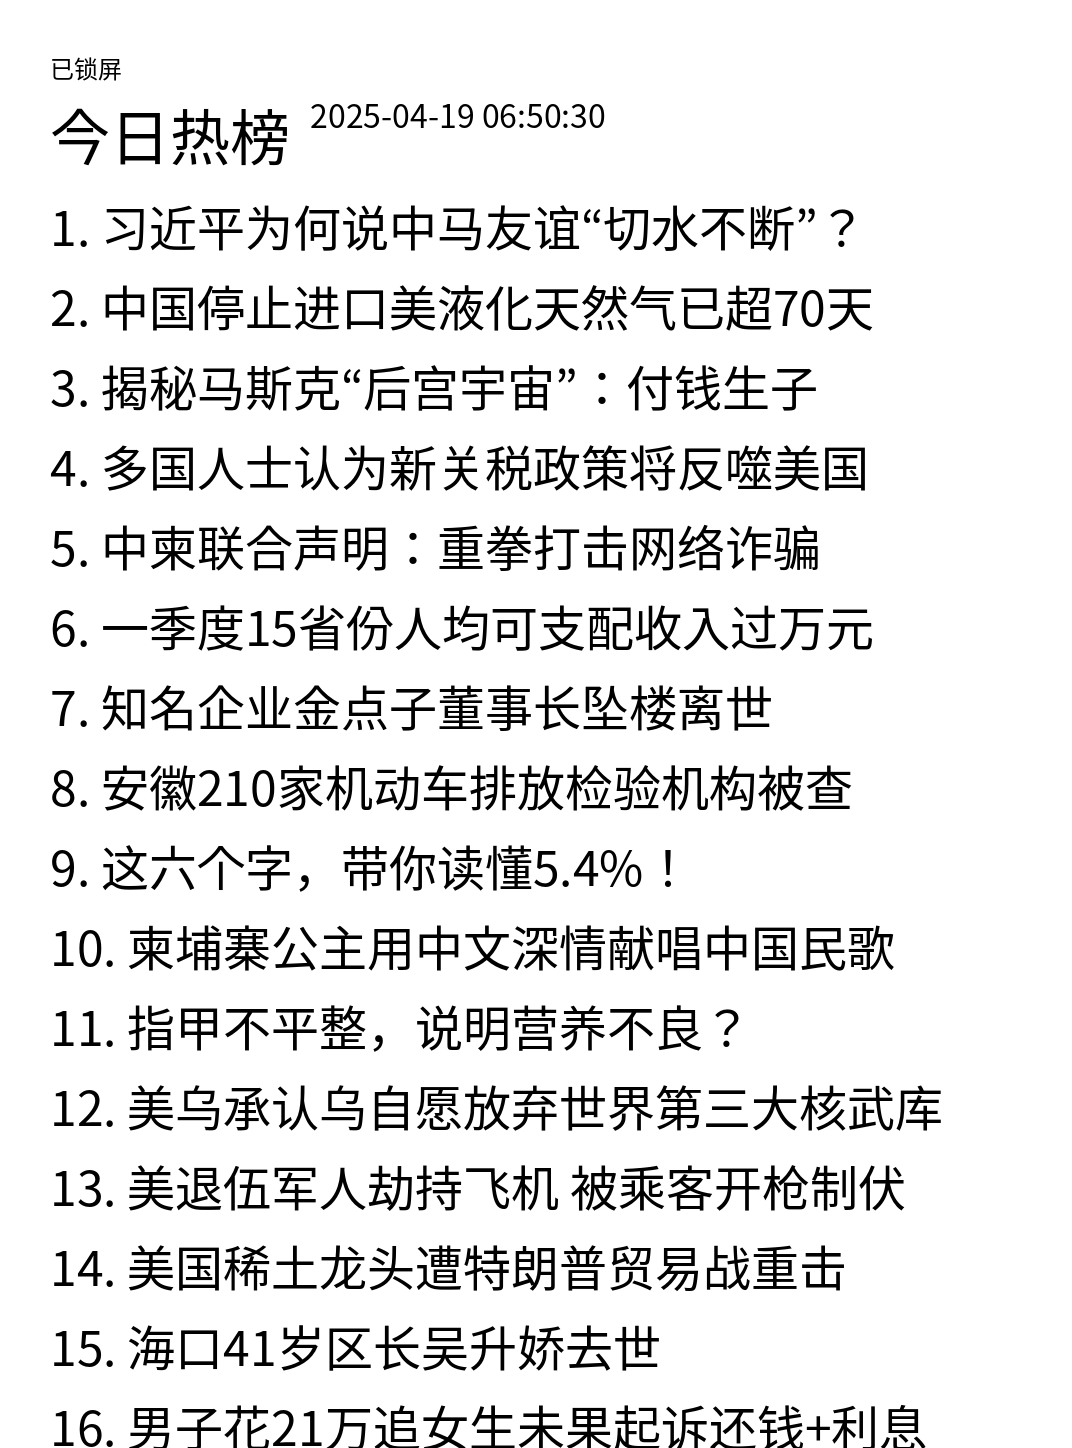 已锁屏
今日热榜 2025-04-19 06:50:30
1. 习近平为何说中马友谊“切水不断”？
2. 中国停止进口美液化天然气已超70天
3. 揭秘马斯克“后宫宇宙”：付钱生子
4. 多国人士认为新关税政策将反噬美国
5. 中柬联合声明：重拳打击网络诈骗
6. 一季度15省份人均可支配收入过万元
7. 知名企业金点子董事长坠楼离世
8. 安徽210家机动车排放检验机构被查
9. 这六个字，带你读懂5.4%！
10. 柬埔寨公主用中文深情献唱中国民歌
11. 指甲不平整，说明营养不良？
12. 美乌承认乌自愿放弃世界第三大核武库
13. 美退伍军人劫持飞机 被乘客开枪制伏
14. 美国稀土龙头遭特朗普贸易战重击
15. 海口41岁区长吴升娇去世
16. 男子花21万追女生未果起诉还钱+利息